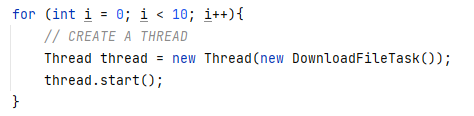 for (int i = 0; i < 10; i++){
    // CREATE A THREAD
    Thread thread = new Thread(new DownloadFileTask());
    thread.start();
}